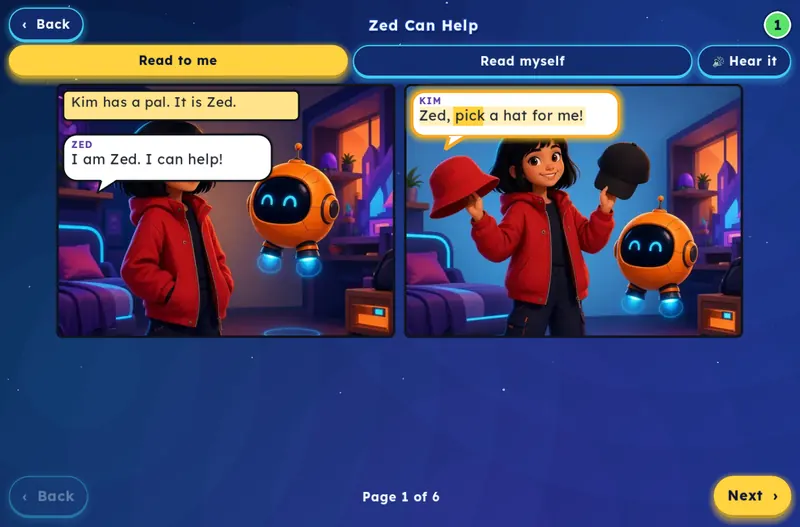 ‹ Back
Zed Can Help
1
Read to me
Read myself
🔊 Hear it
Kim has a pal. It is Zed.
ZED
I am Zed. I can help!
KIM
Zed, pick a hat for me!
‹ Back
Page 1 of 6
Next ›